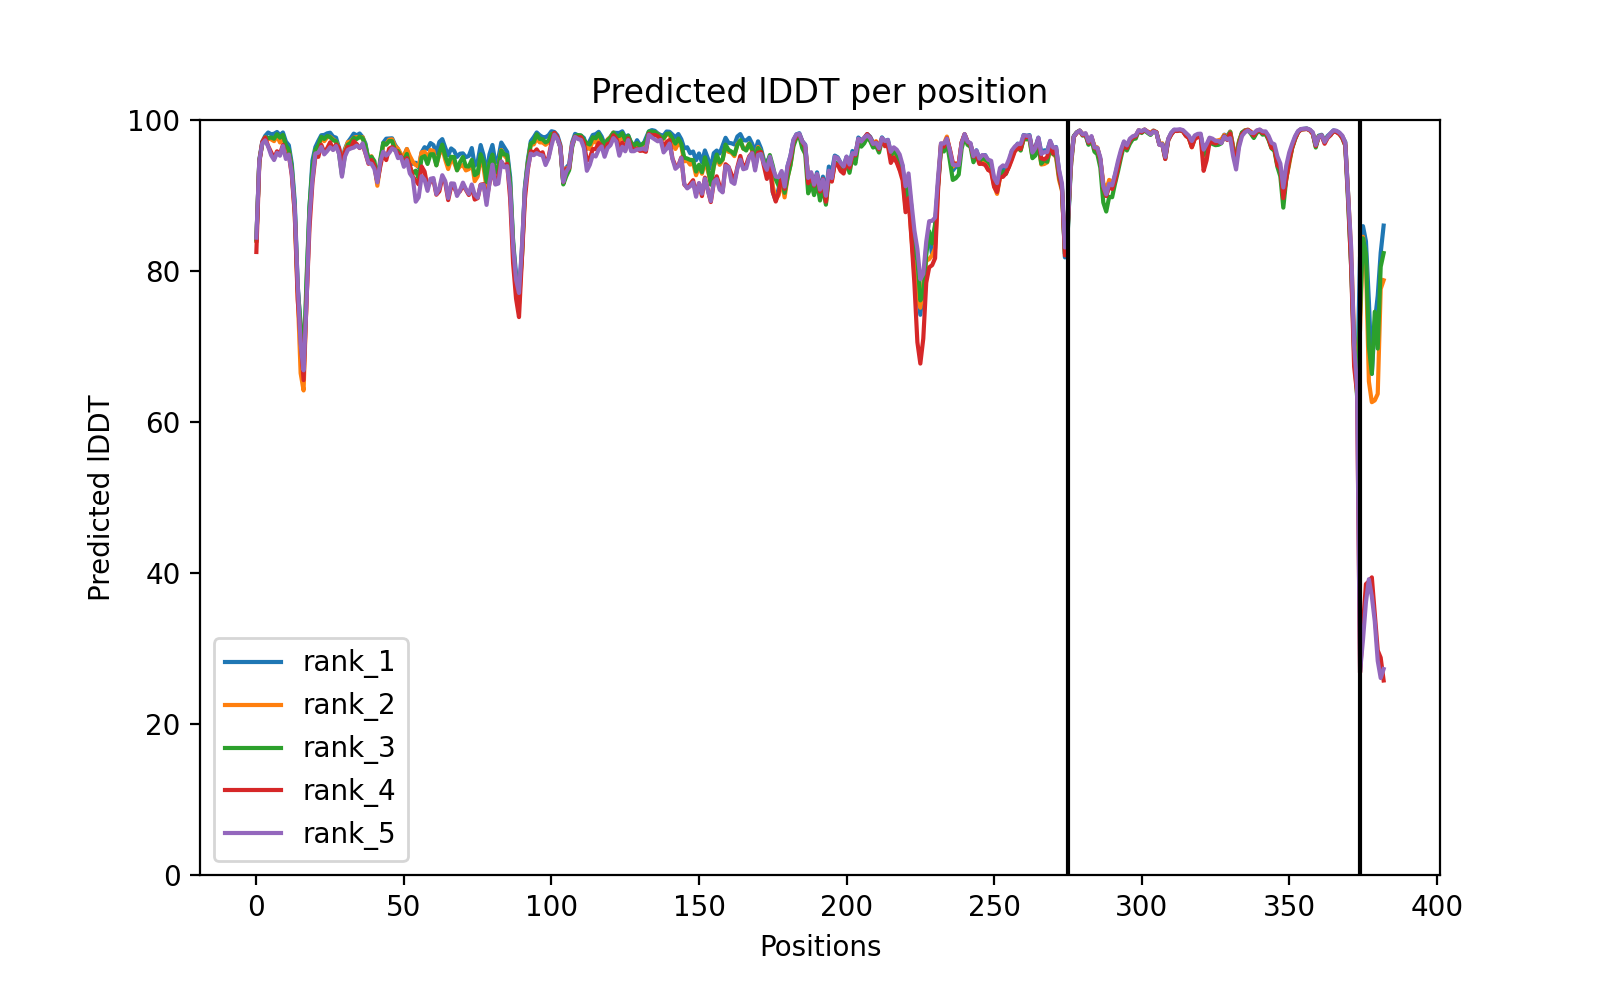 Predicted lDDT per position
100
80
60
40
20
0
Predicted lDDT
rank_1
rank_2
rank_3
rank_4
rank_5
0 50 100 150 200 250 300 350 400
Positions